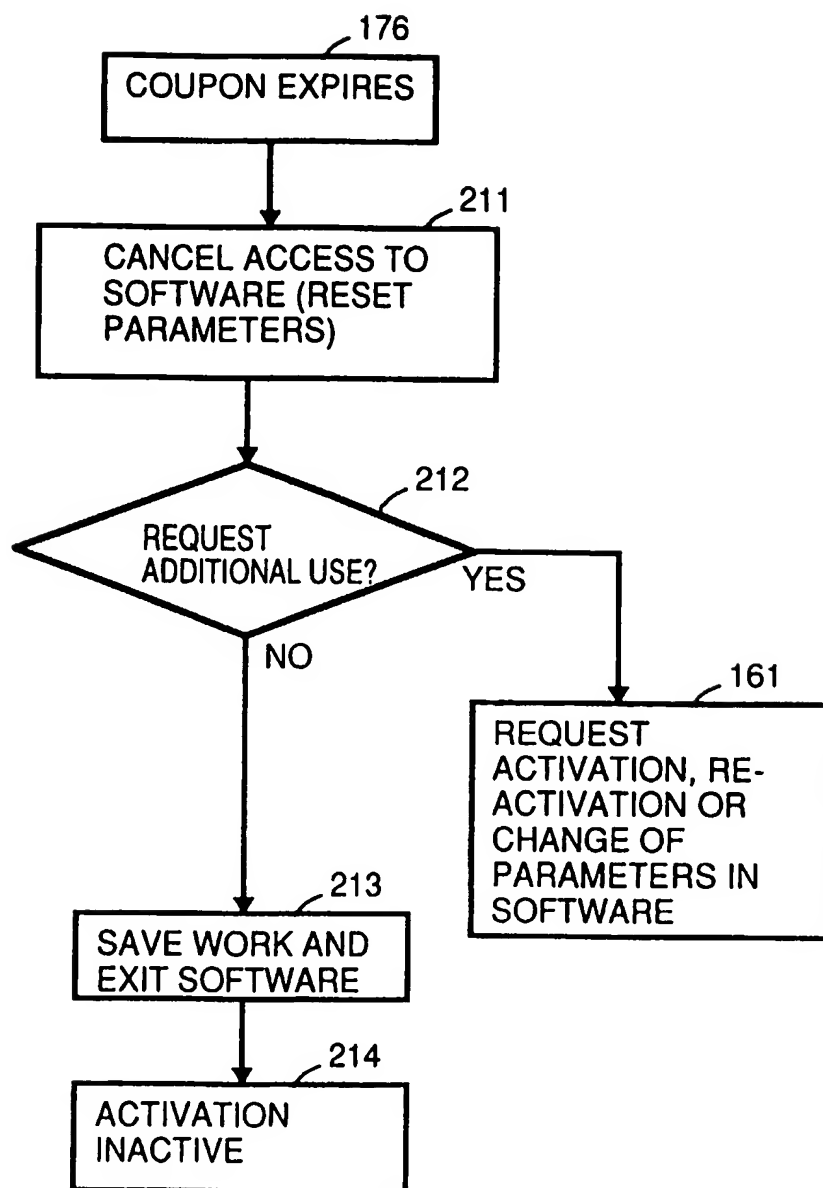 176
COUPON EXPIRES
211
CANCEL ACCESS TO
SOFTWARE (RESET
PARAMETERS)
212
REQUEST
ADDITIONAL USE?
YES
NO
161
REQUEST
ACTIVATION, RE-
ACTIVATION OR
CHANGE OF
PARAMETERS IN
SOFTWARE
213
SAVE WORK AND
EXIT SOFTWARE
214
ACTIVATION
INACTIVE